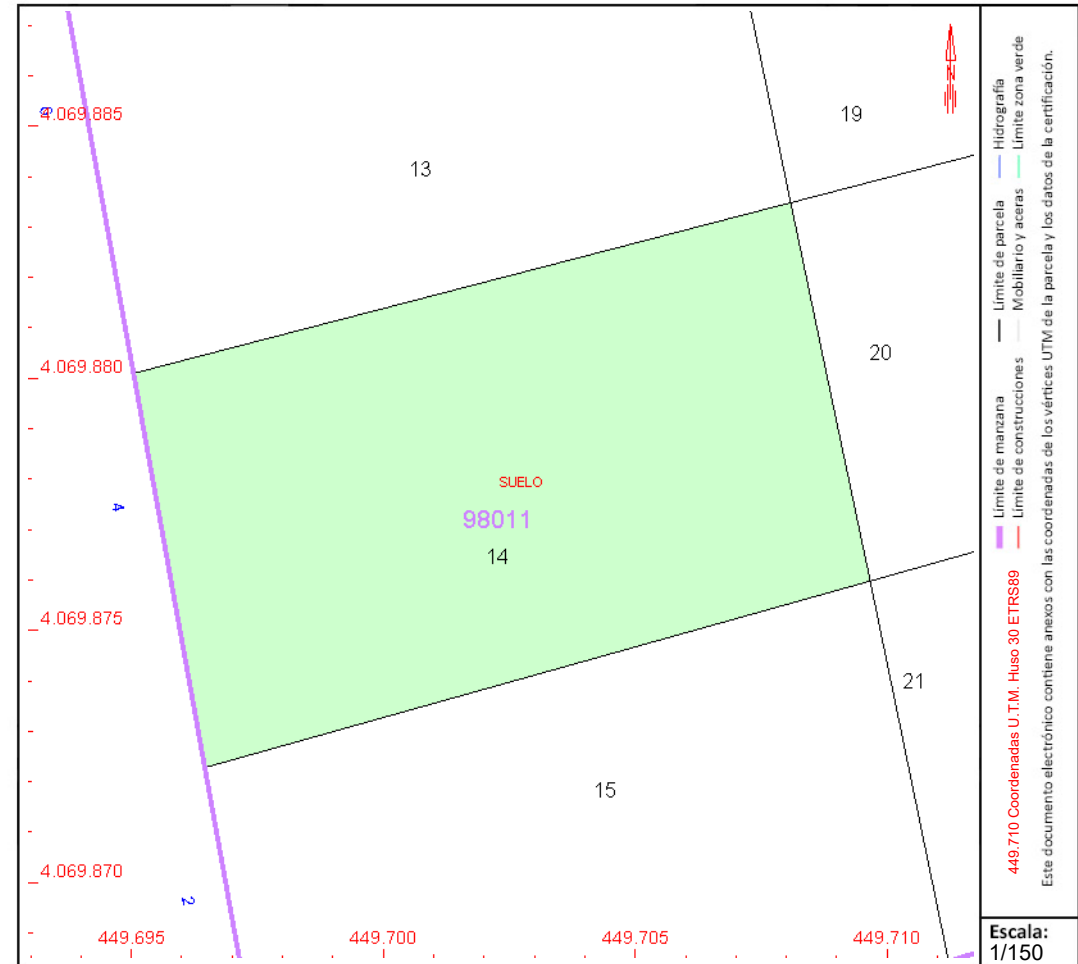 4.069.885
6
13
19
N
4.069.880
20
4
SUELO
98011
14
4.069.875
21
15
4.069.870
2
449.695
449.700
449.705
449.710
449.710 Coordenadas U.T.M. Huso 30 ETRS89
Límite de manzana
Límite de parcela
Hidrografía
Límite de construcciones
Mobiliario y aceras
Límite zona verde
Este documento electrónico contiene anexos con las coordenadas de los vértices UTM de la parcela y los datos de la certificación.
Escala:
1/150